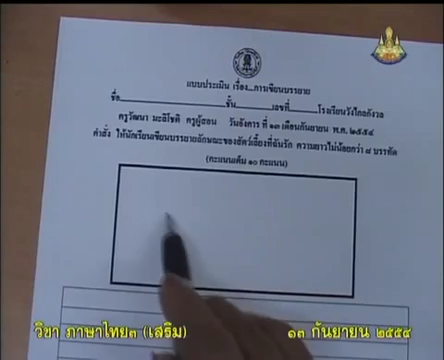 แบบประเมิน เรื่อง...การเขียนบรรยาย
ชื่อ ชั้น เลขที่ โรงเรียนวังไกลกังวล
ครูวัฒนา มะลิโชติ ครูผู้สอน วันอังคาร ที่ ๑๓ เดือนกันยายน พ.ศ. ๒๕๕๔
คำสั่ง ให้นักเรียนเขียนบรรยายลักษณะของสัตว์เลี้ยงที่ฉันรัก ความยาวไม่น้อยกว่า ๘ บรรทัด
(คะแนนเต็ม ๑๐ คะแนน)
วิชา ภาษาไทย๓ (เสริม) ๑๓ กันยายน ๒๕๕๔